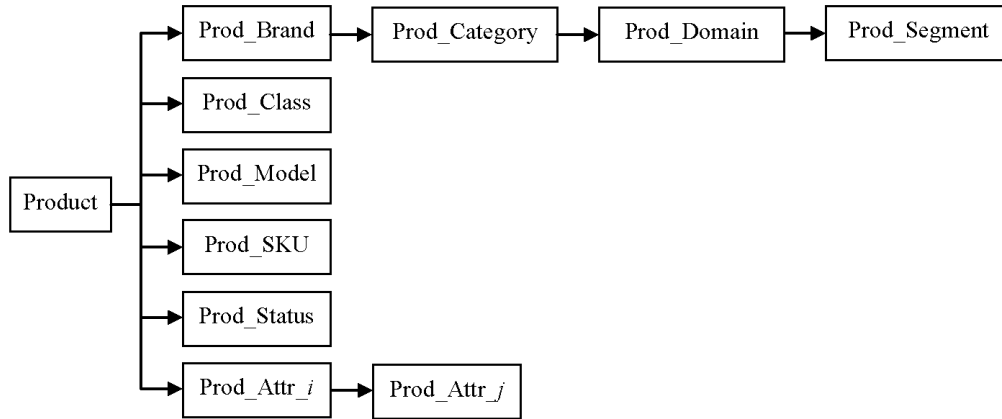 Prod_Brand
Prod_Category
Prod_Domain
Prod_Segment
Prod_Class
Prod_Model
Product
Prod_SKU
Prod_Status
Prod_Attr_i
Prod_Attr_j